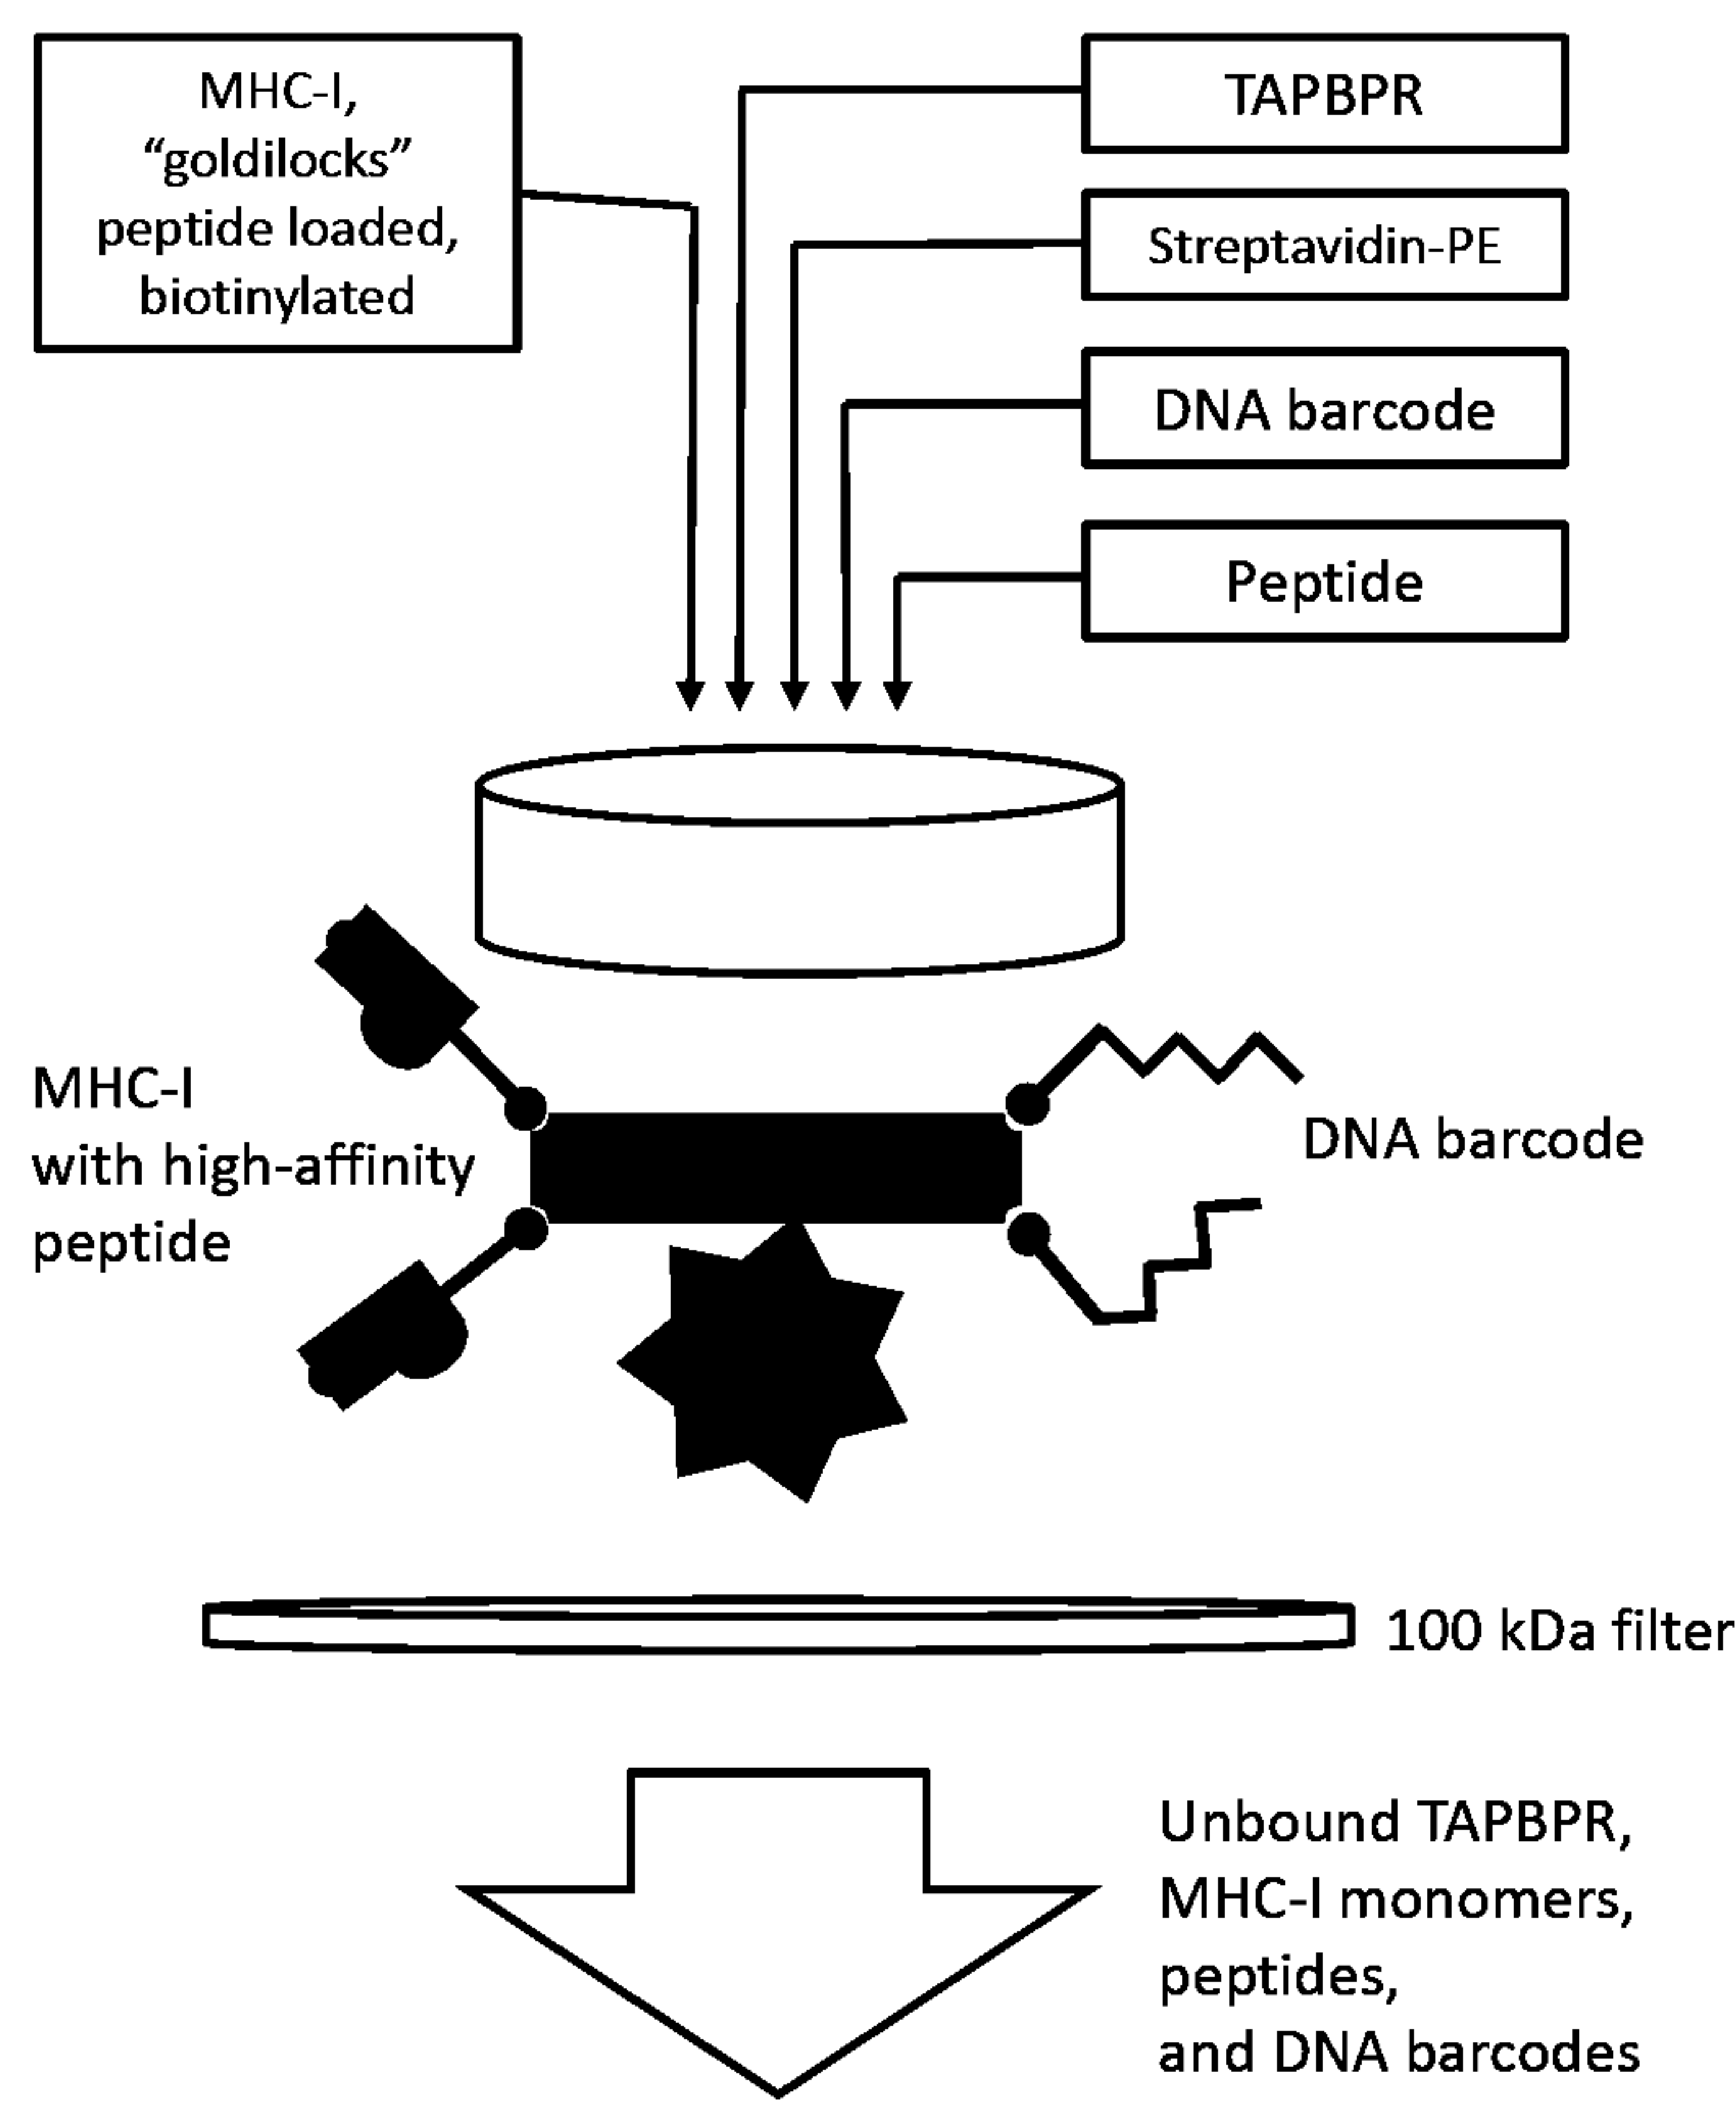 MHC-I,
“goldilocks”
peptide loaded,
biotinylated
TAPBPR
Streptavidin-PE
DNA barcode
Peptide
MHC-I
with high-affinity
peptide
DNA barcode
100 kDa filter
Unbound TAPBPR,
MHC-I monomers,
peptides,
and DNA barcodes